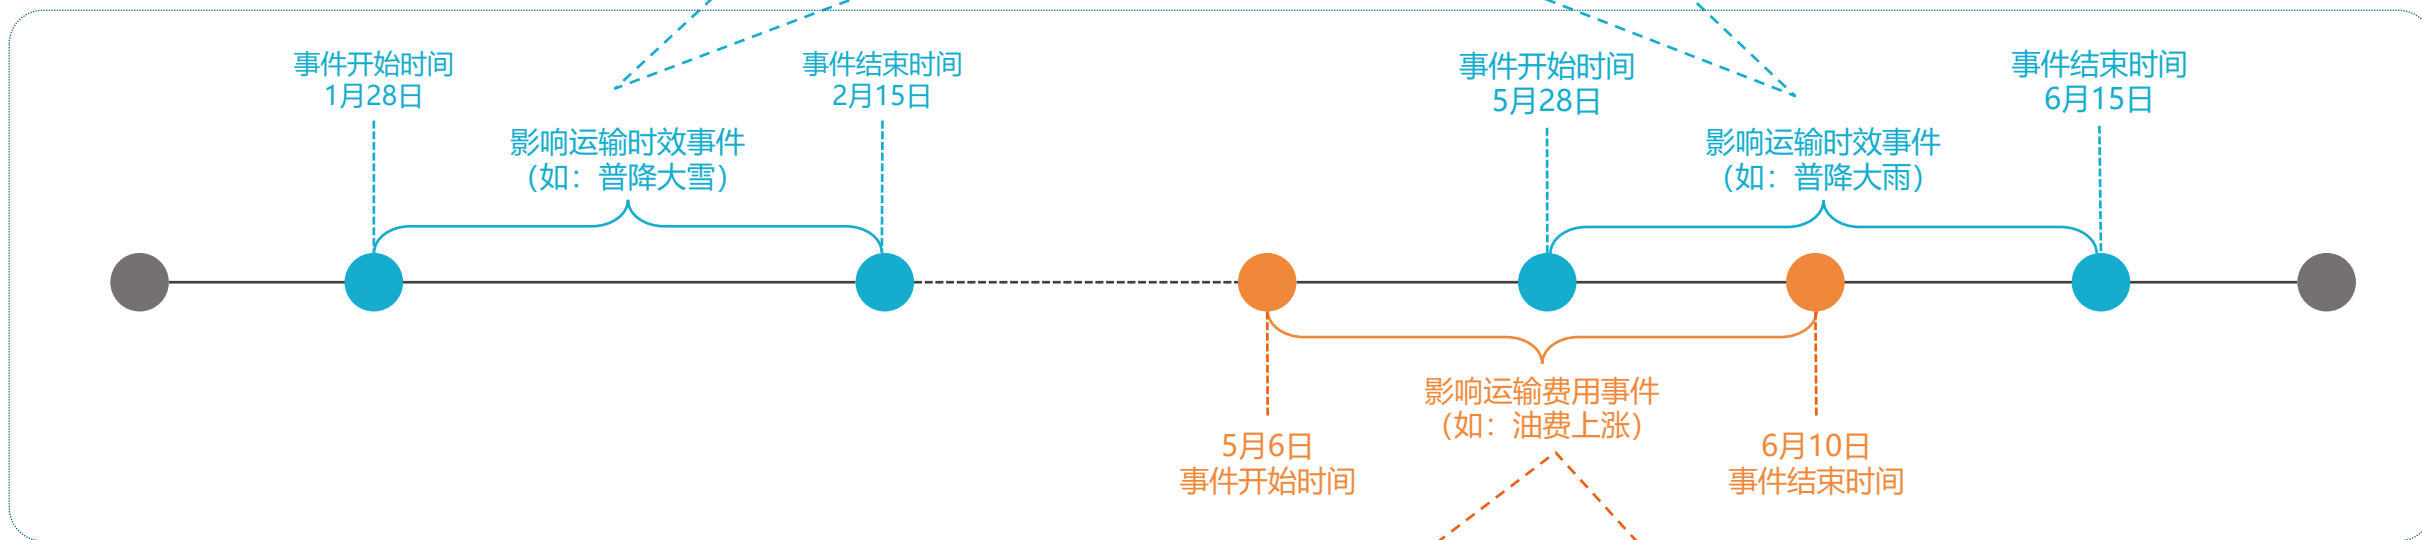 事件开始时间
1月28日
事件结束时间
2月15日
影响运输时效事件
（如：普降大雪）
事件开始时间
5月28日
事件结束时间
6月15日
影响运输时效事件
（如：普降大雨）
影响运输费用事件
（如：油费上涨）
5月6日
事件开始时间
6月10日
事件结束时间